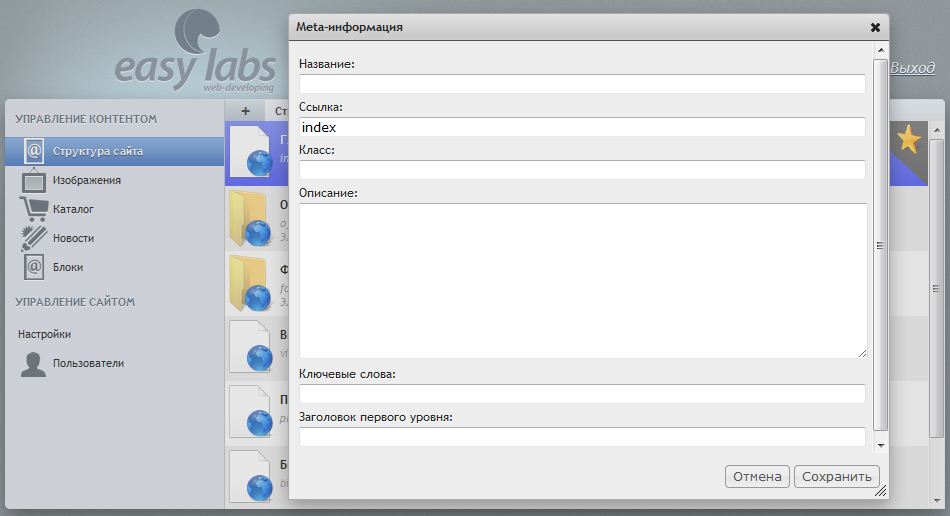 easy labs
web-developing
Выход
УПРАВЛЕНИЕ КОНТЕНТОМ
Структура сайта
Изображения
Каталог
Новости
Блоки
УПРАВЛЕНИЕ САЙТОМ
Настройки
Пользователи
+
Meta-информация
Название:
Ссылка:
index
Класс:
Описание:
Ключевые слова:
Заголовок первого уровня:
Отмена
Сохранить